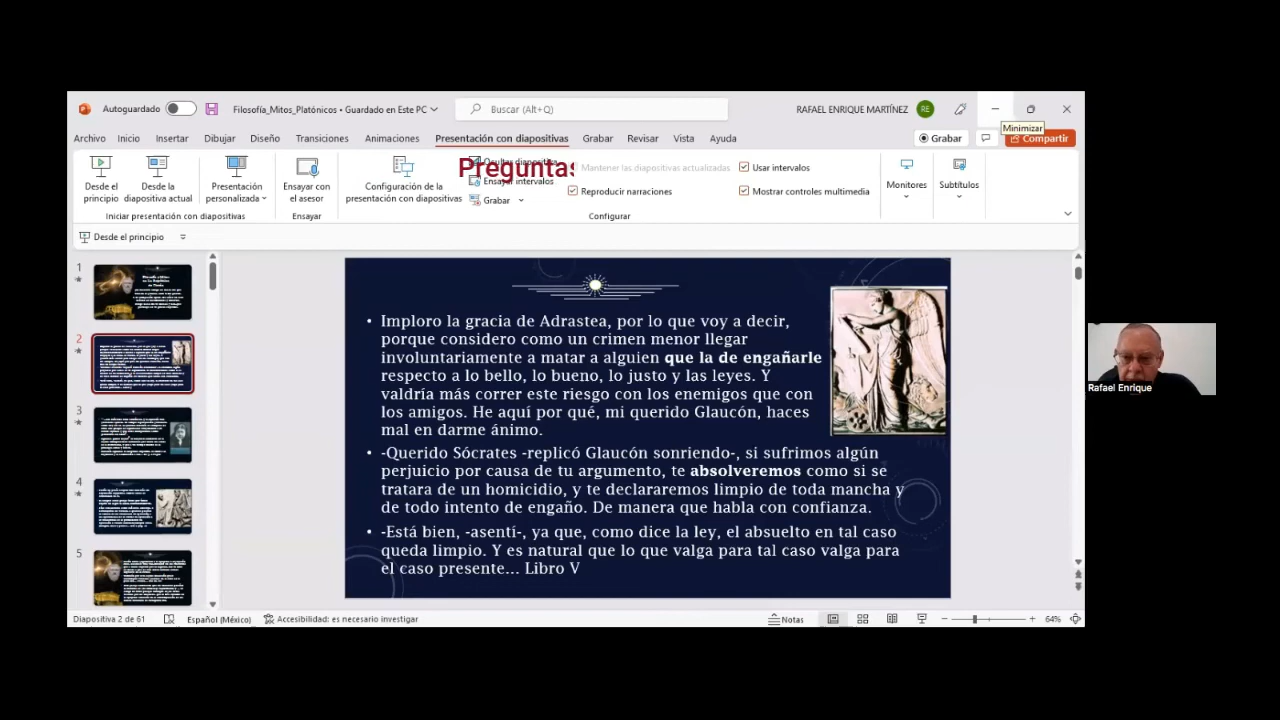 Autoguardado
Filosofía_Mitos_Platónicos • Guardado en Este PC
Buscar (Alt+Q)
RAFAEL ENRIQUE MARTÍNEZ
RE
Minimizar
Archivo Inicio Insertar Dibujar Diseño Transiciones Animaciones Presentación con diapositivas Grabar Revisar Vista Ayuda
Grabar
Compartir
Desde el principio
Desde la diapositiva actual
Presentación personalizada
Iniciar presentación con diapositivas
Ensayar con el asesor
Ensayar
Configuración de la presentación con diapositivas
Preguntas
Ensayar intervalos
Grabar
Mantener las diapositivas actualizadas
Reproducir narraciones
Usar intervalos
Mostrar controles multimedia
Configurar
Monitores
Subtítulos
Desde el principio
1
2
3
4
5
• Imploro la gracia de Adrastea, por lo que voy a decir,
porque considero como un crimen menor llegar
involuntariamente a matar a alguien que la de engañarle
respecto a lo bello, lo bueno, lo justo y las leyes. Y
valdría más correr este riesgo con los enemigos que con
los amigos. He aquí por qué, mi querido Glaucón, haces
mal en darme ánimo.
• -Querido Sócrates -replicó Glaucón sonriendo-, si sufrimos algún
perjuicio por causa de tu argumento, te absolveremos como si se
tratara de un homicidio, y te declararemos limpio de toda mancha y
de todo intento de engaño. De manera que habla con confianza.
• -Está bien, -asentí-, ya que, como dice la ley, el absuelto en tal caso
queda limpio. Y es natural que lo que valga para tal caso valga para
el caso presente... Libro V
Rafael Enrique
Diapositiva 2 de 61
Español (México)
Accesibilidad: es necesario investigar
Notas
64%